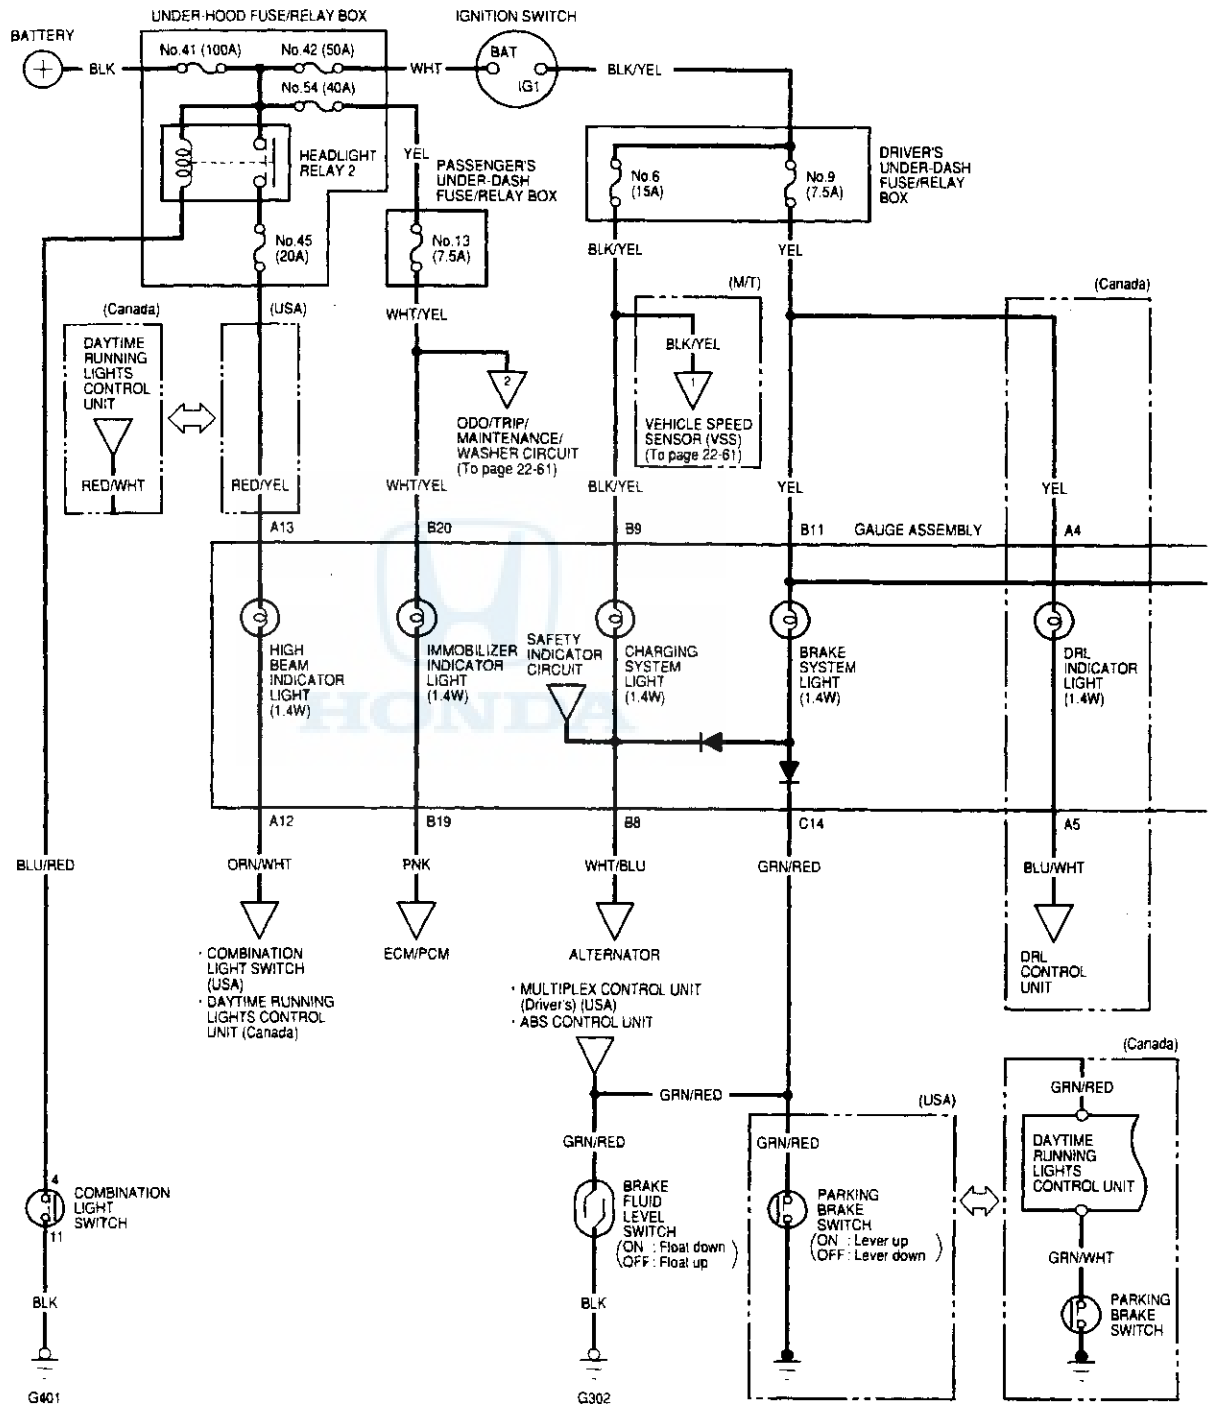 UNDER-HOOD FUSE/RELAY BOX
IGNITION SWITCH
BATTERY
No.41 (100A)
No.42 (50A)
BAT
BLK
WHT
BLK/YEL
IG1
No.54 (40A)
HEADLIGHT
RELAY 2
YEL
PASSENGER'S
UNDER-DASH
FUSE/RELAY BOX
No.6
(15A)
No.9
(7.5A)
DRIVER'S
UNDER-DASH
FUSE/RELAY
BOX
No.45
(20A)
No.13
(7.5A)
BLK/YEL
YEL
(Canada)
(USA)
WHT/YEL
(M/T)
(Canada)
DAYTIME
RUNNING
LIGHTS
CONTROL
UNIT
RED/WHT
RED/YEL
2
ODO/TRIP/
MAINTENANCE/
WASHER CIRCUIT
(To page 22-61)
WHT/YEL
BLK/YEL
1
VEHICLE SPEED
SENSOR (VSS)
(To page 22-61)
BLK/YEL
YEL
YEL
A13
B20
B9
B11
GAUGE ASSEMBLY
A4
HIGH
BEAM
INDICATOR
LIGHT
(1.4W)
IMMOBILIZER
INDICATOR
LIGHT
(1.4W)
SAFETY
INDICATOR
CIRCUIT
CHARGING
SYSTEM
LIGHT
(1.4W)
BRAKE
SYSTEM
LIGHT
(1.4W)
DRL
INDICATOR
LIGHT
(1.4W)
HONDA
A12
B19
B8
C14
A5
BLU/RED
ORN/WHT
PNK
WHT/BLU
GRN/RED
BLU/WHT
· COMBINATION
LIGHT SWITCH
(USA)
· DAYTIME RUNNING
LIGHTS CONTROL
UNIT (Canada)
ECM/PCM
ALTERNATOR
DRL
CONTROL
UNIT
· MULTIPLEX CONTROL UNIT
(Driver's) (USA)
· ABS CONTROL UNIT
(Canada)
GRN/RED
(USA)
GRN/RED
GRN/RED
GRN/RED
DAYTIME
RUNNING
LIGHTS
CONTROL UNIT
4
COMBINATION
LIGHT
SWITCH
11
BRAKE
FLUID
LEVEL
SWITCH
(ON : Float down)
(OFF : Float up)
PARKING
BRAKE
SWITCH
(ON : Lever up)
(OFF : Lever down)
GRN/WHT
PARKING
BRAKE
SWITCH
BLK
BLK
G401
G302